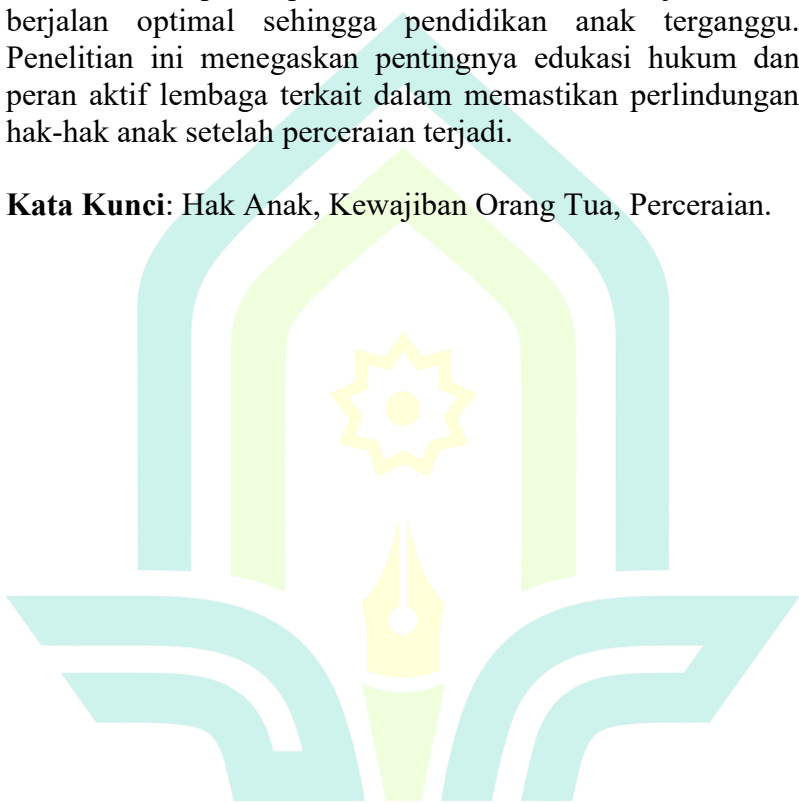 berjalan optimal sehingga pendidikan anak terganggu.
Penelitian ini menegaskan pentingnya edukasi hukum dan
peran aktif lembaga terkait dalam memastikan perlindungan
hak-hak anak setelah perceraian terjadi.
Kata Kunci: Hak Anak, Kewajiban Orang Tua, Perceraian.